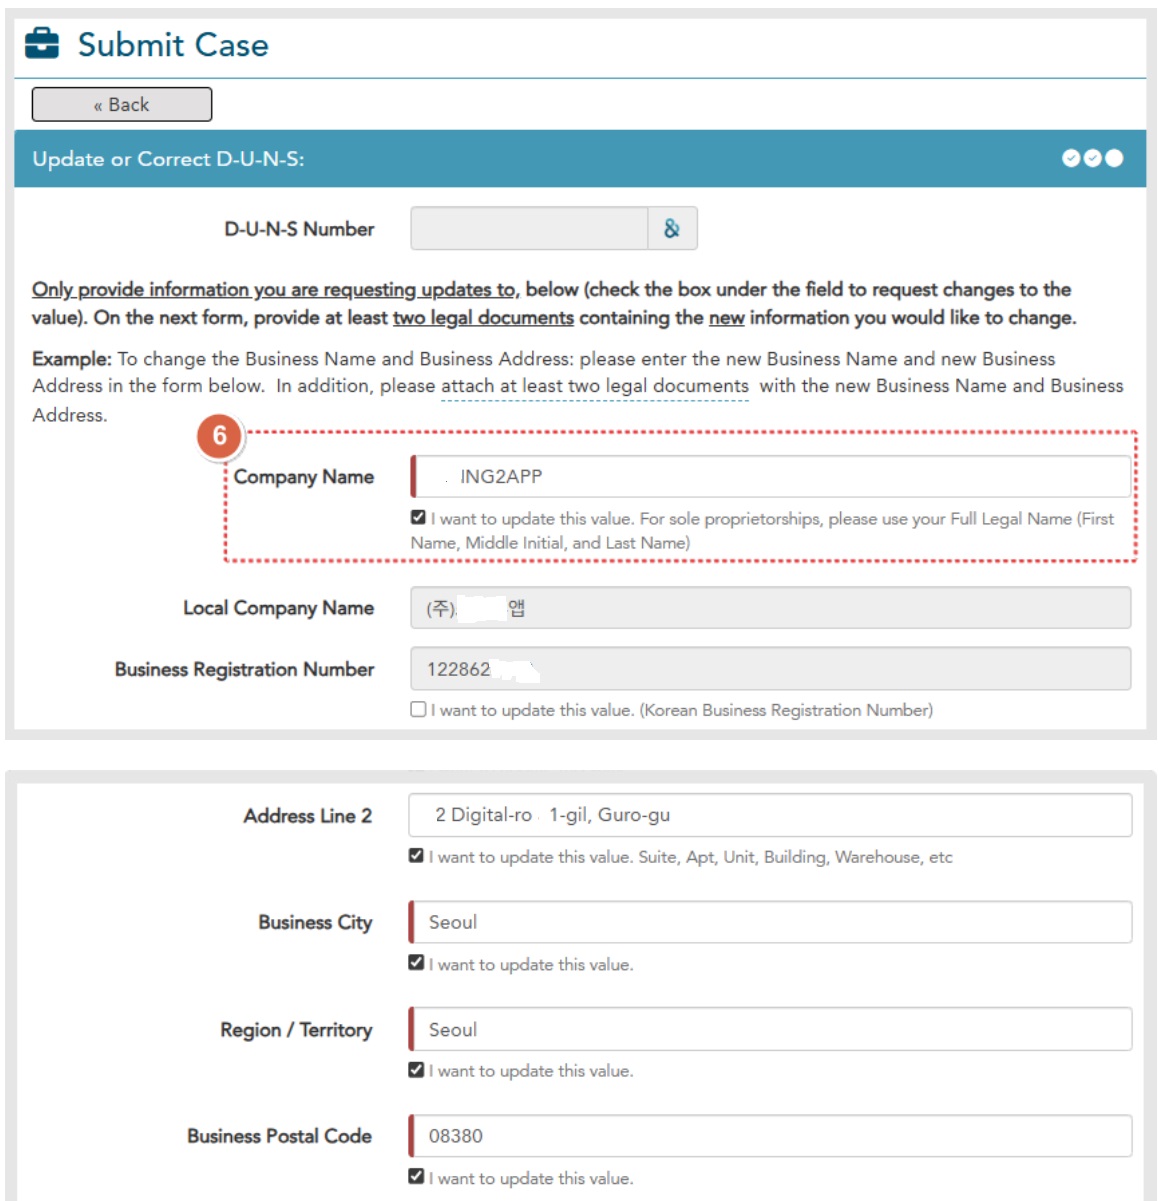 Submit Case
« Back
Update or Correct D-U-N-S:
D-U-N-S Number
Only provide information you are requesting updates to, below (check the box under the field to request changes to the
value). On the next form, provide at least two legal documents containing the new information you would like to change.
Example: To change the Business Name and Business Address: please enter the new Business Name and new Business
Address in the form below. In addition, please attach at least two legal documents with the new Business Name and Business
Address.
6
Company Name
ING2APP
I want to update this value. For sole proprietorships, please use your Full Legal Name (First
Name, Middle Initial, and Last Name)
Local Company Name
(주) 앱
Business Registration Number
122862
I want to update this value. (Korean Business Registration Number)
Address Line 2
2 Digital-ro 1-gil, Guro-gu
I want to update this value. Suite, Apt, Unit, Building, Warehouse, etc
Business City
Seoul
I want to update this value.
Region / Territory
Seoul
I want to update this value.
Business Postal Code
08380
I want to update this value.